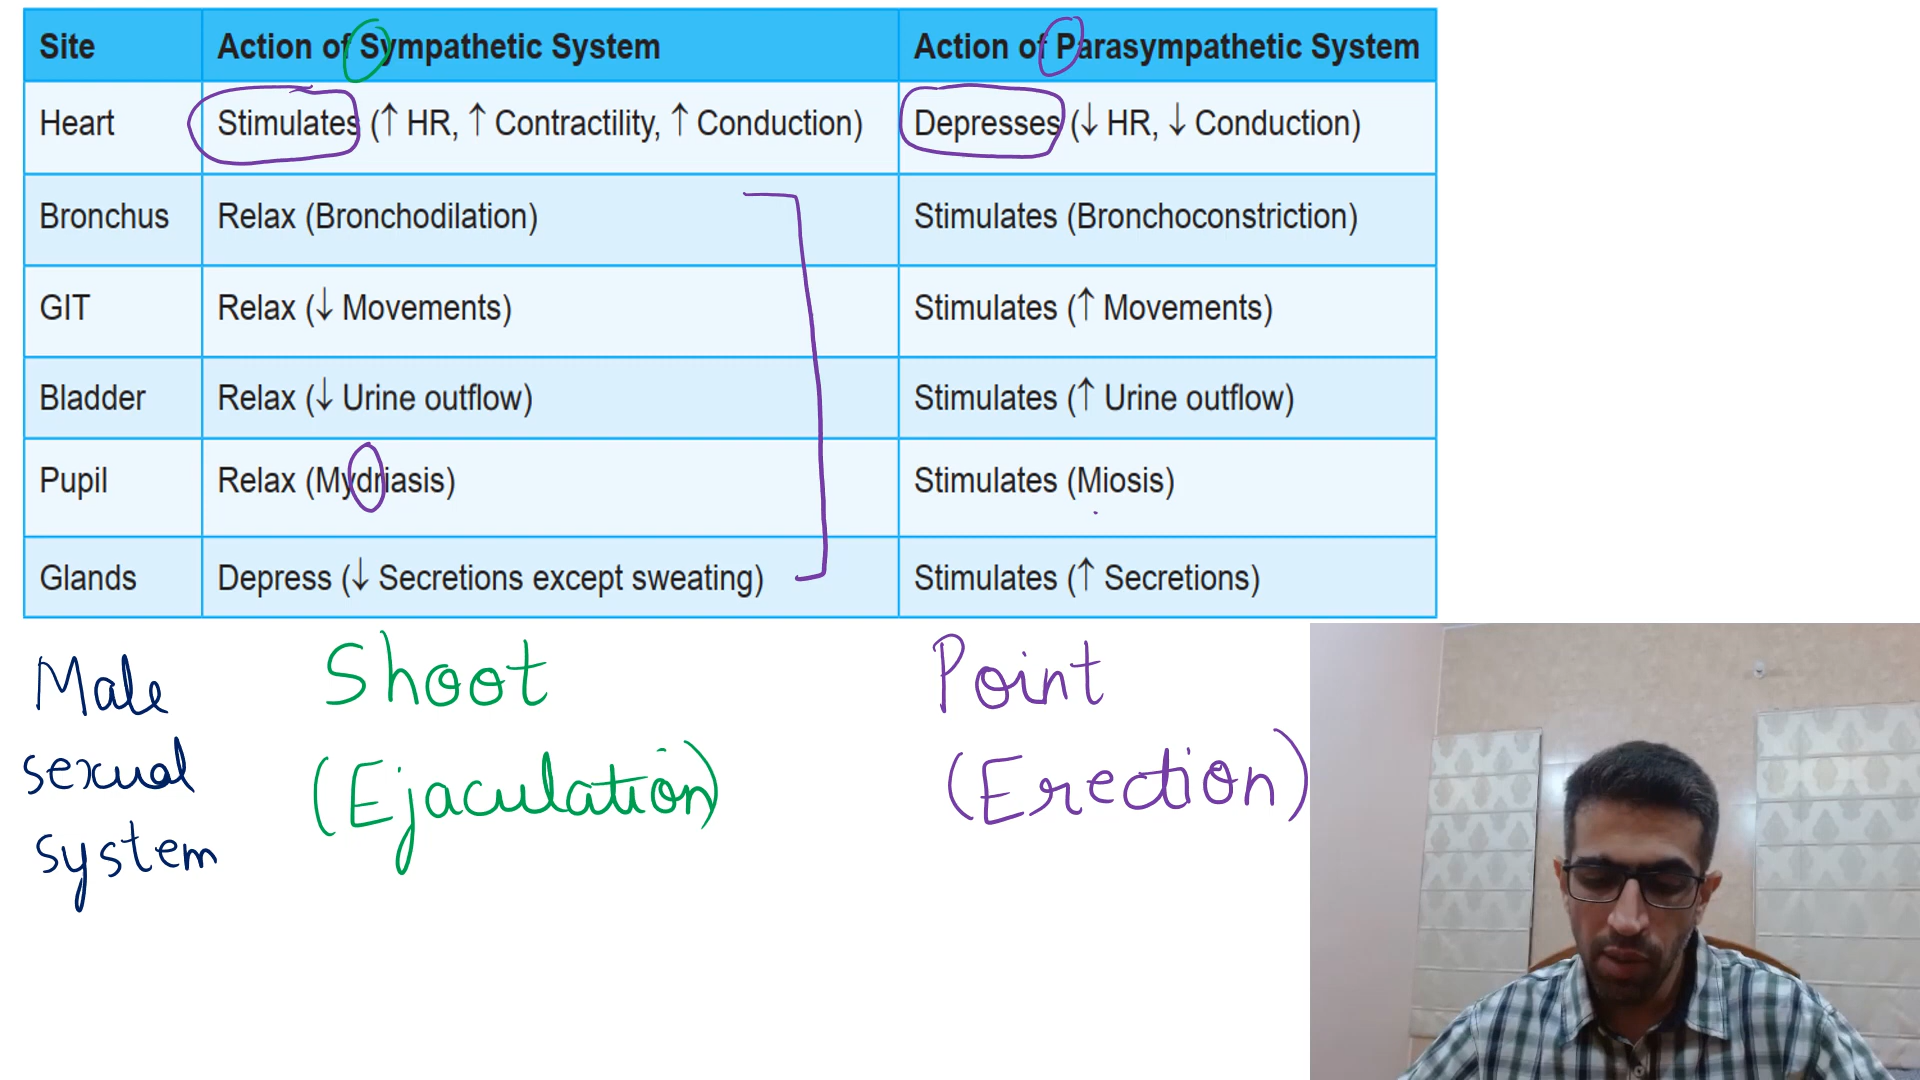 Site Action of Sympathetic System Action of Parasympathetic System
Heart Stimulates (↑ HR, ↑ Contractility, ↑ Conduction) Depresses (↓ HR, ↓ Conduction)
Bronchus Relax (Bronchodilation) Stimulates (Bronchoconstriction)
GIT Relax (↓ Movements) Stimulates (↑ Movements)
Bladder Relax (↓ Urine outflow) Stimulates (↑ Urine outflow)
Pupil Relax (Mydriasis) Stimulates (Miosis)
Glands Depress (↓ Secretions except sweating) Stimulates (↑ Secretions)
Male Shoot Point
sexual (Ejaculation) (Erection)
system